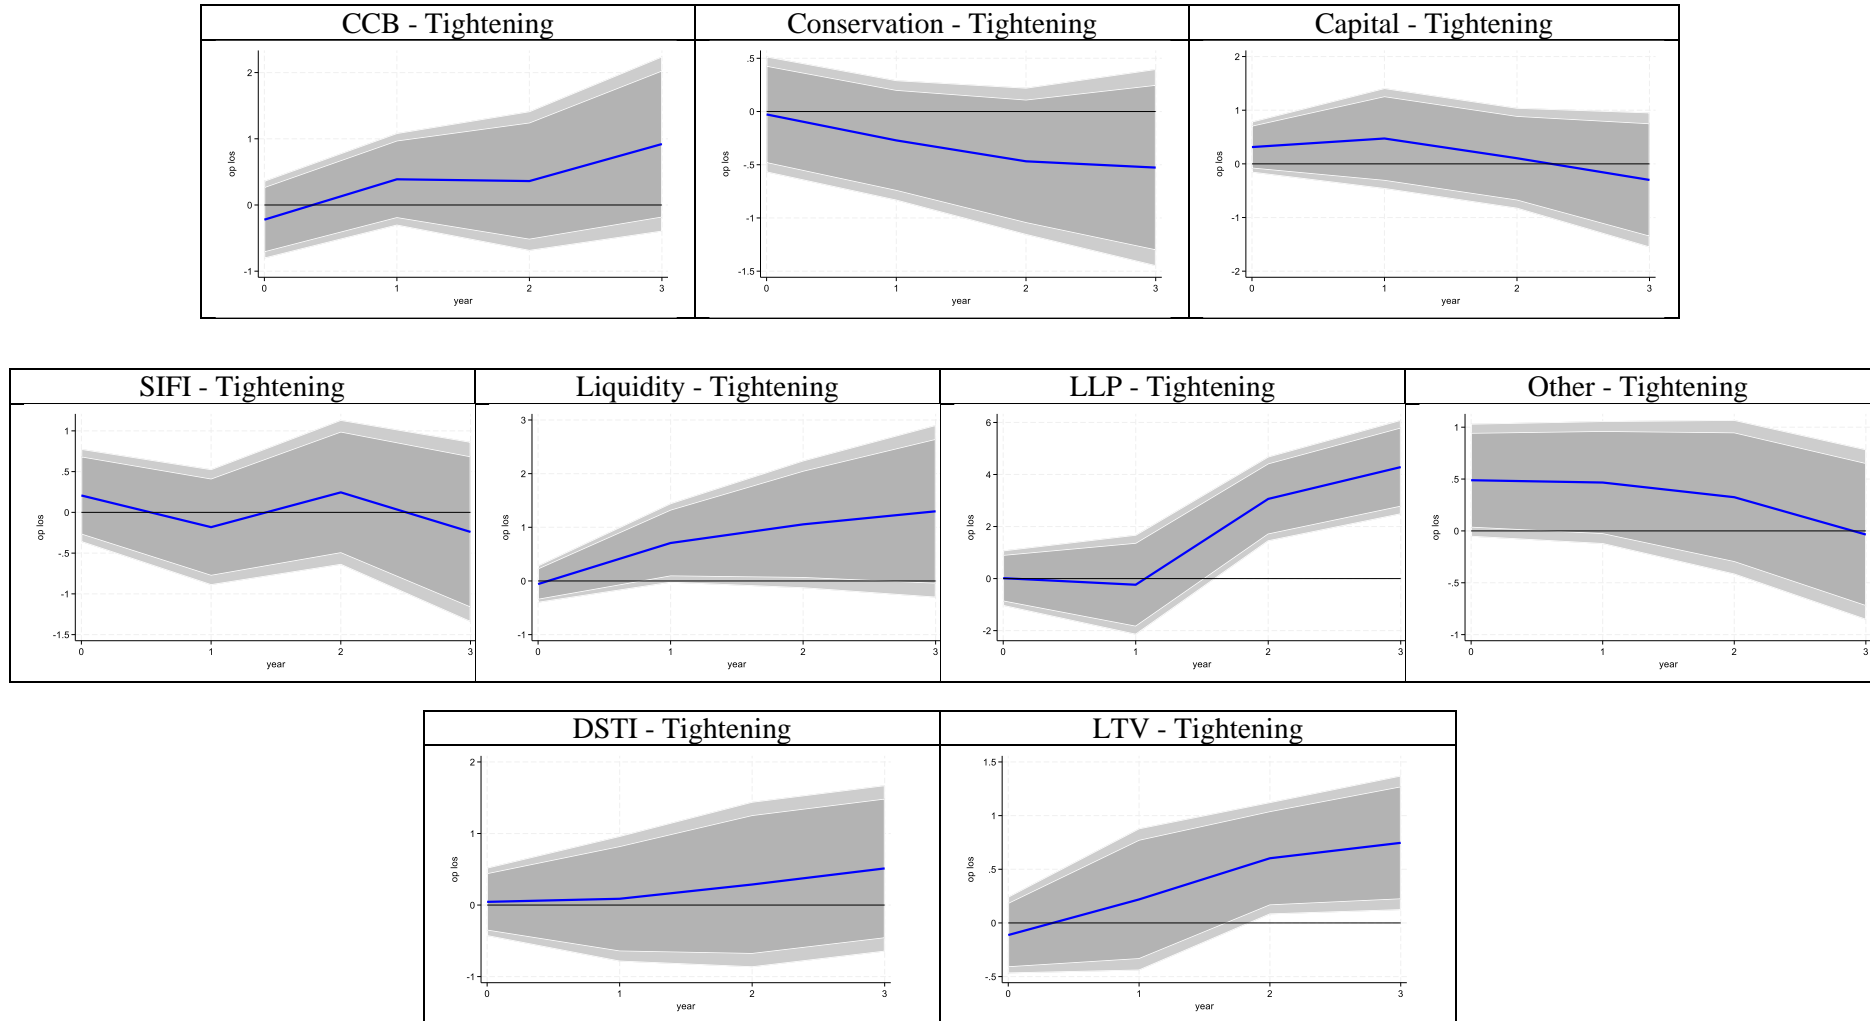 CCB - Tightening
Conservation - Tightening
Capital - Tightening
2
1
0
-1
op los
0 1 2 3
year
.5
0
-.5
-1
-1.5
op los
0 1 2 3
year
2
1
0
-1
-2
op los
0 1 2 3
year
SIFI - Tightening
Liquidity - Tightening
LLP - Tightening
Other - Tightening
1
.5
0
-.5
-1
-1.5
op los
0 1 2 3
year
3
2
1
0
-1
op los
0 1 2 3
year
6
4
2
0
-2
op los
0 1 2 3
year
1
.5
0
-.5
-1
op los
0 1 2 3
year
DSTI - Tightening
LTV - Tightening
2
1
0
-1
op los
0 1 2 3
year
1.5
1
.5
0
-.5
op los
0 1 2 3
year